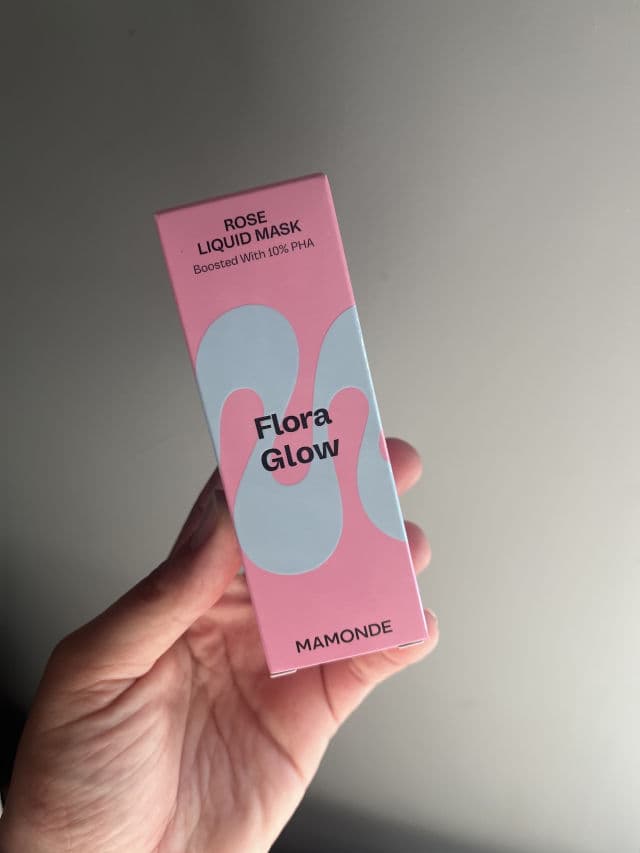 ROSE
LIQUID MASK
Boosted With 10% PHA
Flora
Glow
MAMONDE